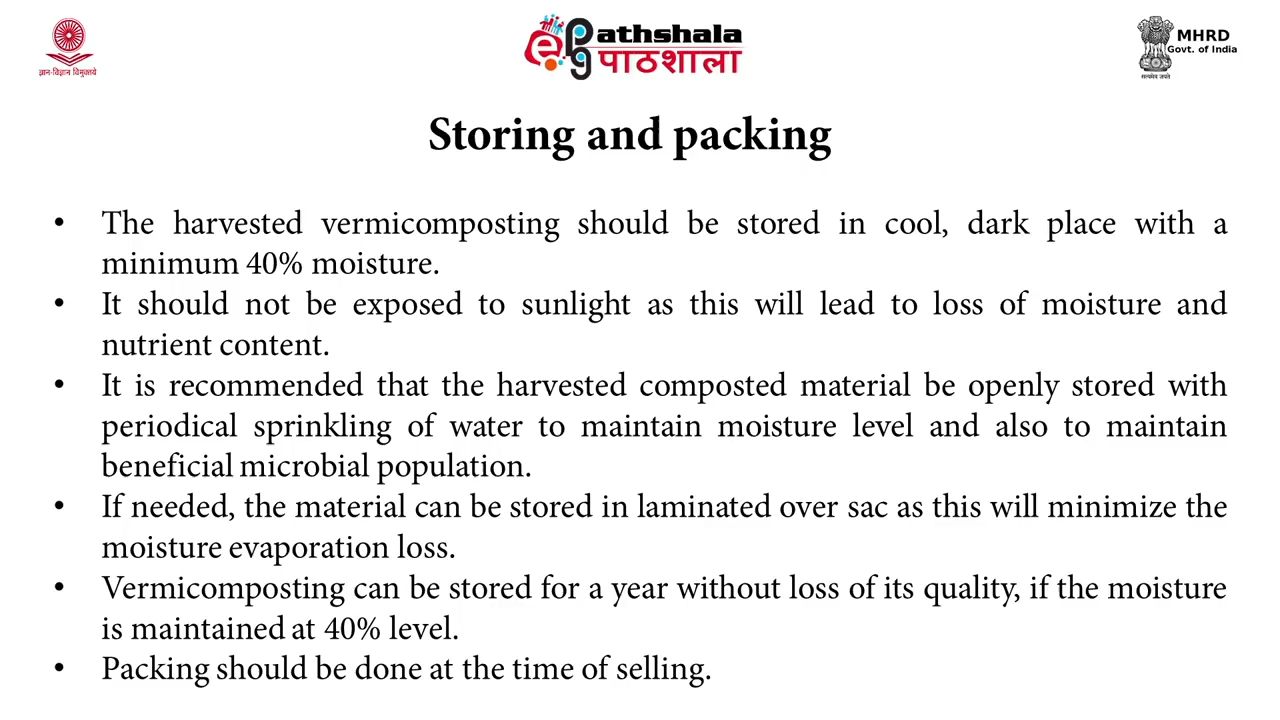 ज्ञान-विज्ञान विमुक्तये
e PG athshala
पाठशाला
MHRD
Govt. of India
सत्यमेव जयते
Storing and packing
• The harvested vermicomposting should be stored in cool, dark place with a
minimum 40% moisture.
• It should not be exposed to sunlight as this will lead to loss of moisture and
nutrient content.
• It is recommended that the harvested composted material be openly stored with
periodical sprinkling of water to maintain moisture level and also to maintain
beneficial microbial population.
• If needed, the material can be stored in laminated over sac as this will minimize the
moisture evaporation loss.
• Vermicomposting can be stored for a year without loss of its quality, if the moisture
is maintained at 40% level.
• Packing should be done at the time of selling.